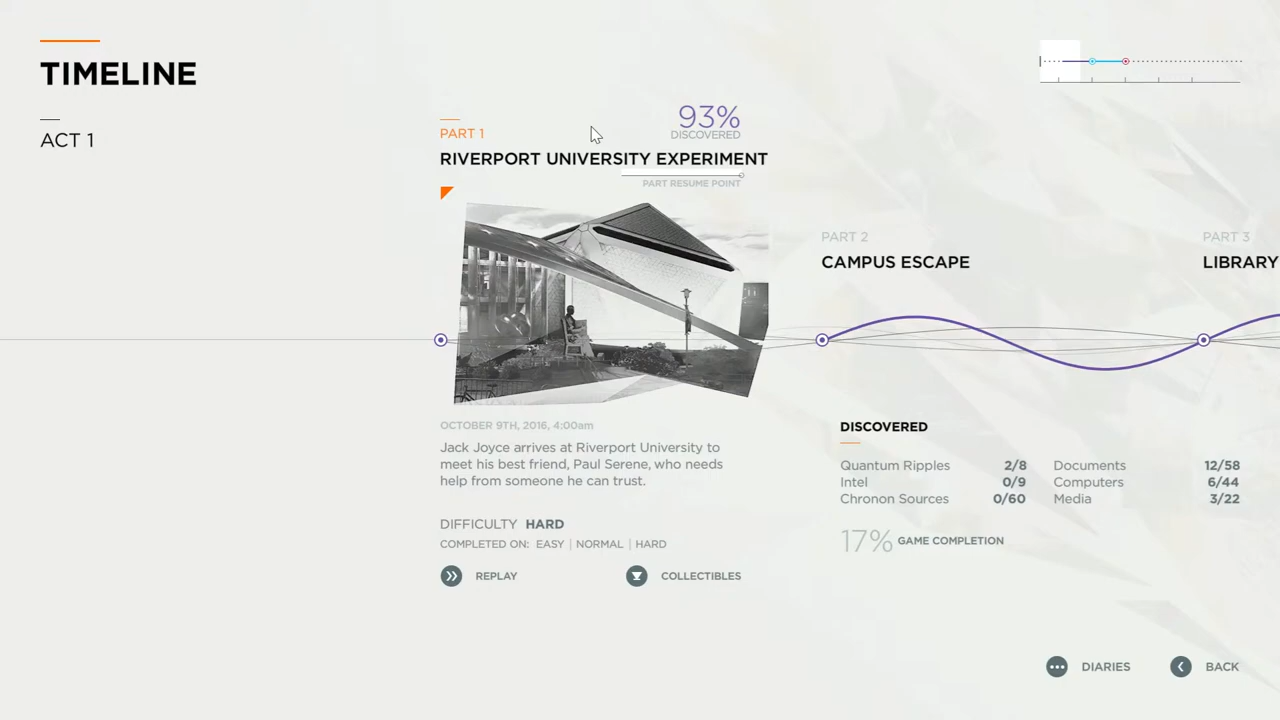 TIMELINE
ACT 1
PART 1
93%
DISCOVERED
RIVERPORT UNIVERSITY EXPERIMENT
PART RESUME POINT
PART 2
CAMPUS ESCAPE
PART 3
LIBRARY
OCTOBER 9TH, 2016, 4:00am
Jack Joyce arrives at Riverport University to
meet his best friend, Paul Serene, who needs
help from someone he can trust.
DIFFICULTY HARD
COMPLETED ON: EASY | NORMAL | HARD
REPLAY
COLLECTIBLES
DISCOVERED
Quantum Ripples 2/8 Documents 12/58
Intel 0/9 Computers 6/44
Chronon Sources 0/60 Media 3/22
17% GAME COMPLETION
DIARIES
BACK